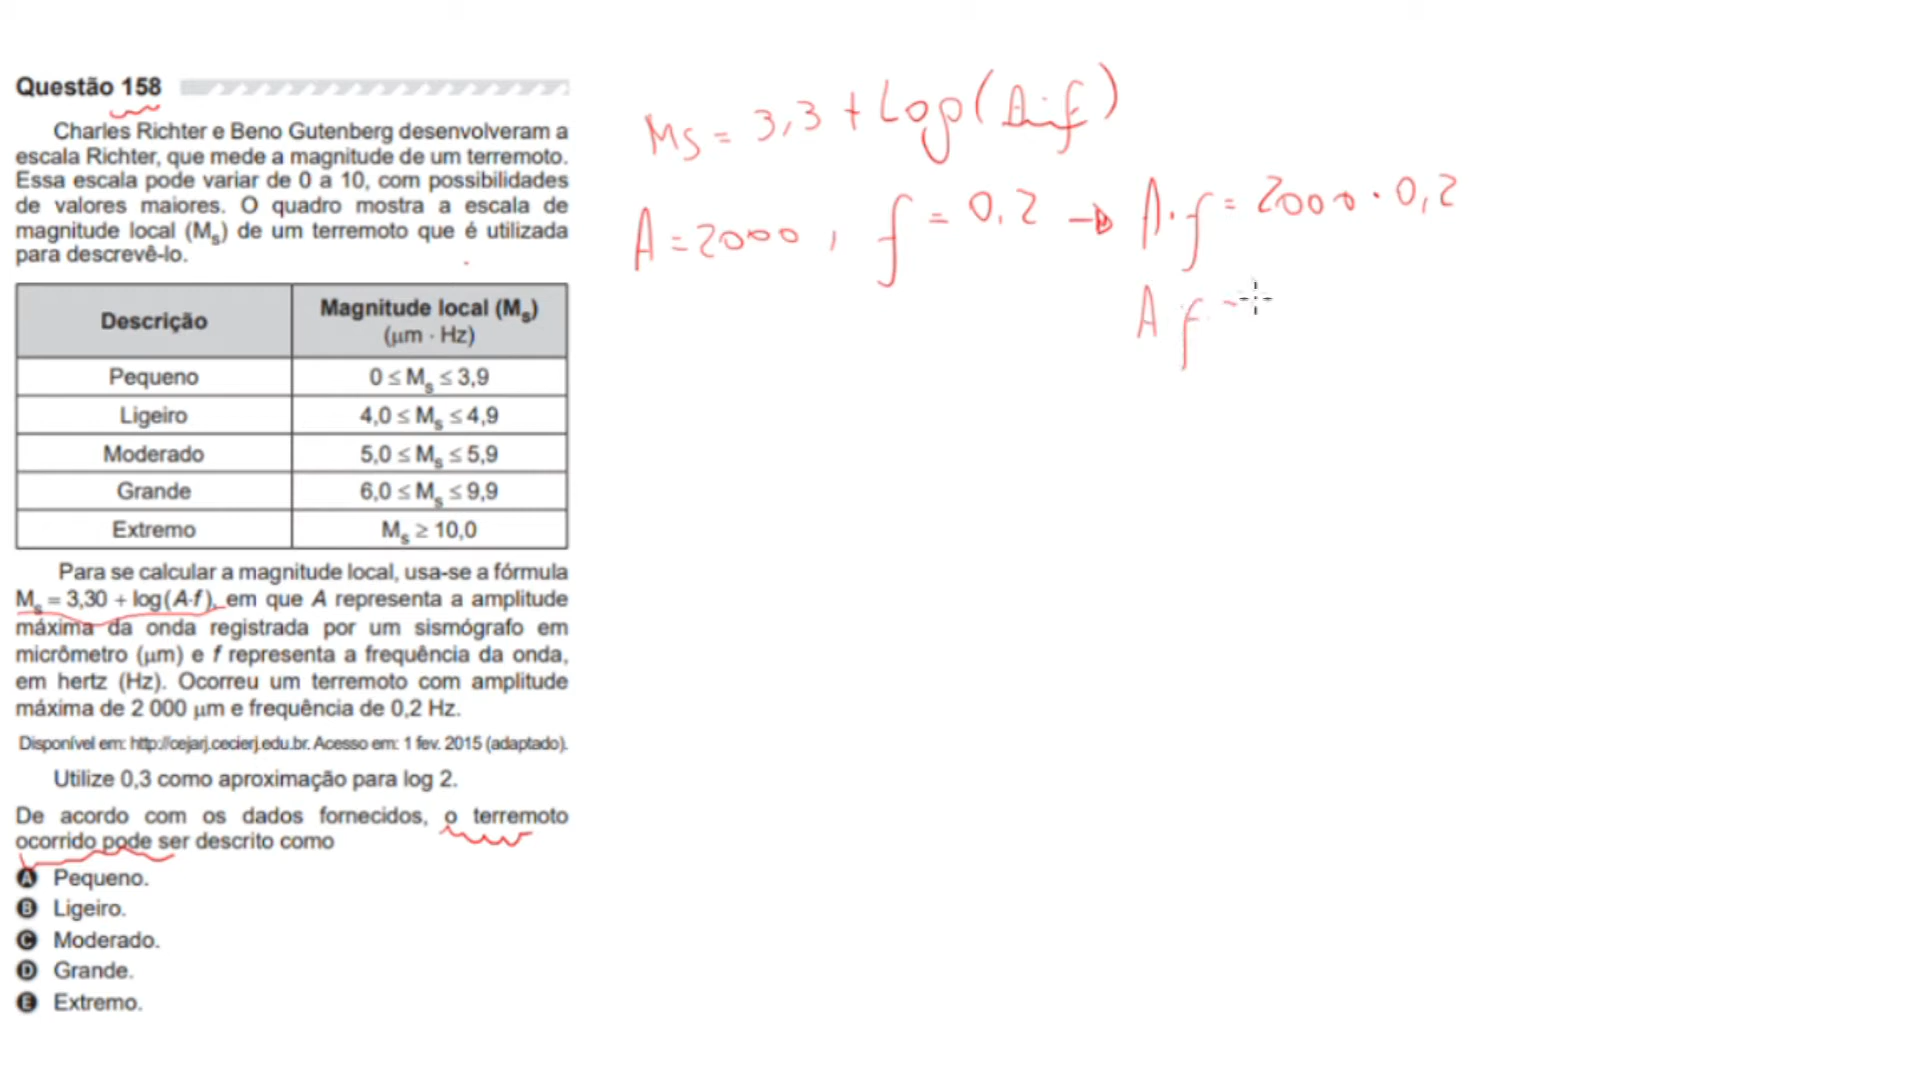 Questão 158
Charles Richter e Beno Gutenberg desenvolveram a
escala Richter, que mede a magnitude de um terremoto.
Essa escala pode variar de 0 a 10, com possibilidades
de valores maiores. O quadro mostra a escala de
magnitude local (Ms) de um terremoto que é utilizada
para descrevê-lo.
Descrição
Magnitude local (Ms)
(μm · Hz)
Pequeno
0 ≤ Ms ≤ 3,9
Ligeiro
4,0 ≤ Ms ≤ 4,9
Moderado
5,0 ≤ Ms ≤ 5,9
Grande
6,0 ≤ Ms ≤ 9,9
Extremo
Ms ≥ 10,0
Para se calcular a magnitude local, usa-se a fórmula
Ms = 3,30 + log(A·f), em que A representa a amplitude
máxima da onda registrada por um sismógrafo em
micrômetro (μm) e f representa a frequência da onda,
em hertz (Hz). Ocorreu um terremoto com amplitude
máxima de 2 000 μm e frequência de 0,2 Hz.
Disponível em: http://cejarj.cecierj.edu.br. Acesso em: 1 fev. 2015 (adaptado).
Utilize 0,3 como aproximação para log 2.
De acordo com os dados fornecidos, o terremoto
ocorrido pode ser descrito como
A Pequeno.
B Ligeiro.
C Moderado.
D Grande.
E Extremo.
Ms = 3,3 + Log(A·f)
A = 2000, f = 0,2 → A·f = 2000 · 0,2
A f -